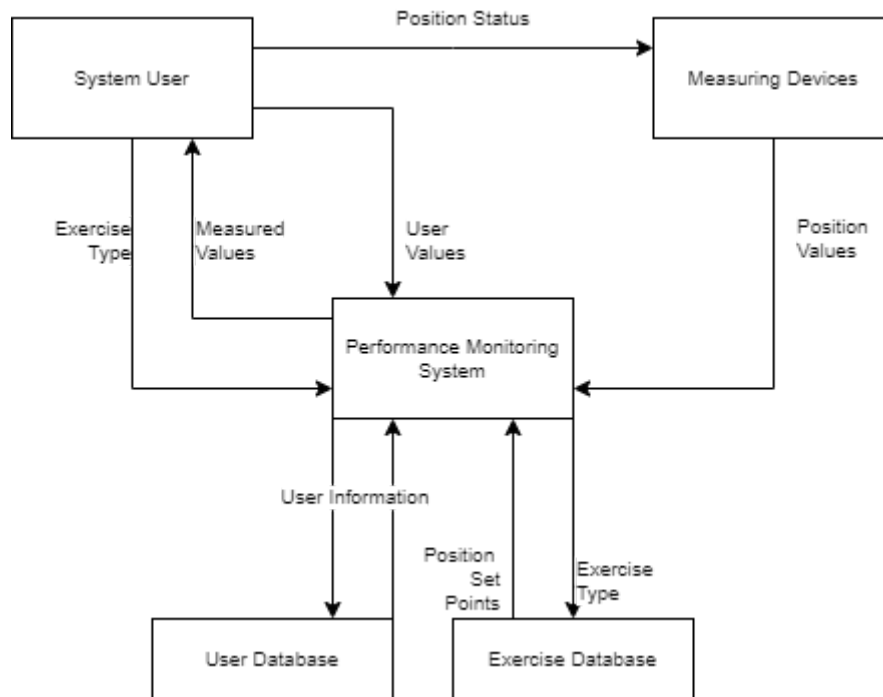 Position Status
System User
Measuring Devices
Exercise
Type
Measured
Values
User
Values
Position
Values
Performance Monitoring
System
User Information
Position
Set
Points
Exercise
Type
User Database
Exercise Database